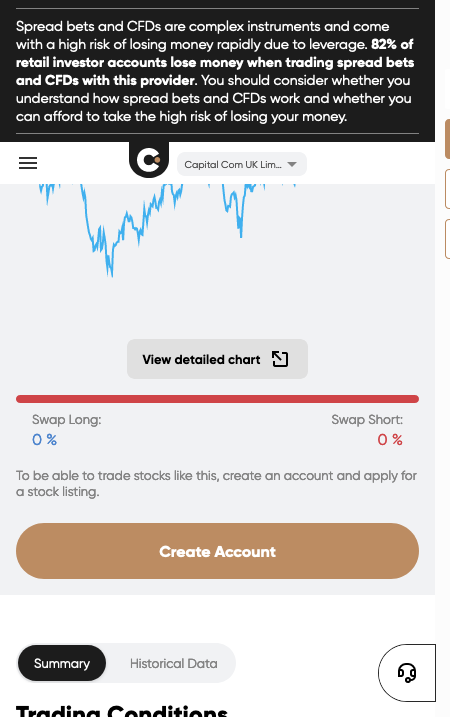 Spread bets and CFDs are complex instruments and come
with a high risk of losing money rapidly due to leverage. 82% of
retail investor accounts lose money when trading spread bets
and CFDs with this provider. You should consider whether you
understand how spread bets and CFDs work and whether you
can afford to take the high risk of losing your money.
Capital Com UK Lim...
View detailed chart
Swap Long:
Swap Short:
0 %
0 %
To be able to trade stocks like this, create an account and apply for
a stock listing.
Create Account
Summary
Historical Data
Trading Conditions